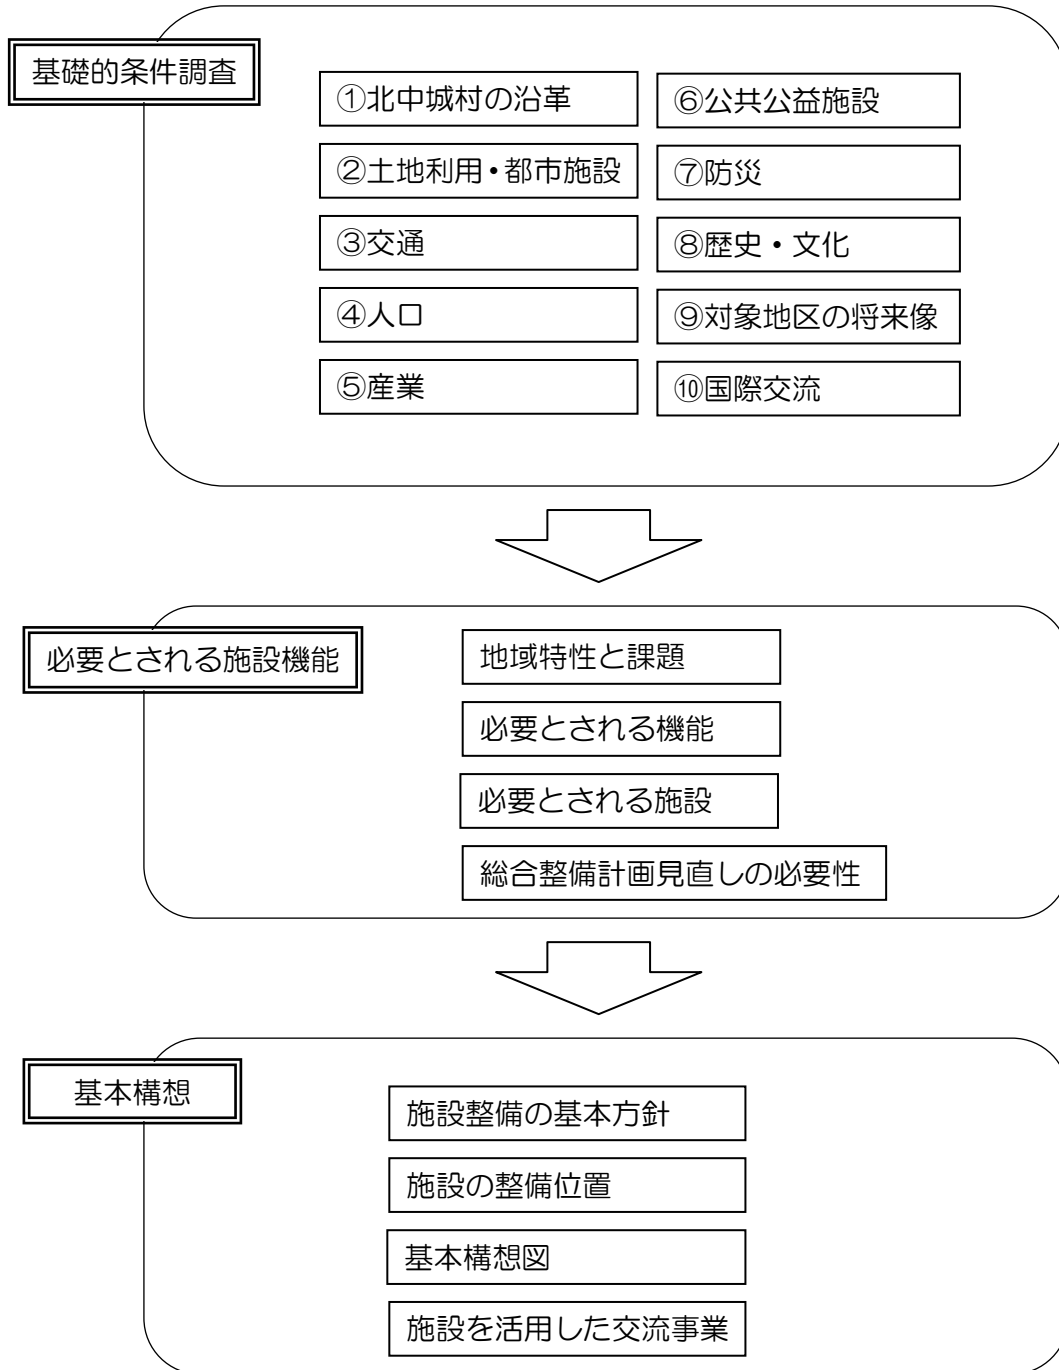 基礎的条件調査
①北中城村の沿革
②土地利用・都市施設
③交通
④人口
⑤産業
⑥公共公益施設
⑦防災
⑧歴史・文化
⑨対象地区の将来像
⑩国際交流
必要とされる施設機能
地域特性と課題
必要とされる機能
必要とされる施設
総合整備計画見直しの必要性
基本構想
施設整備の基本方針
施設の整備位置
基本構想図
施設を活用した交流事業